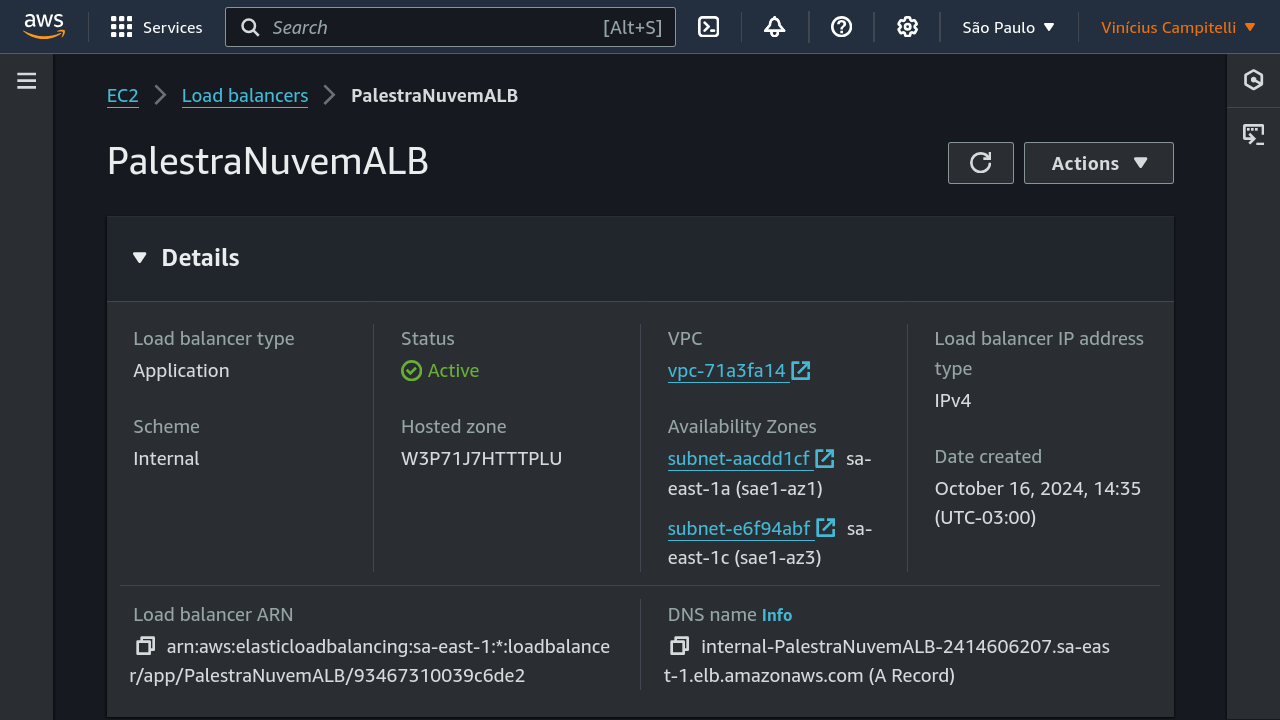 aws
Services
Search
[Alt+S]
São Paulo
Vinícius Campitelli
EC2
Load balancers
PalestraNuvemALB
PalestraNuvemALB
Actions
Details
Load balancer type
Application
Scheme
Internal
Status
Active
Hosted zone
W3P71J7HTTTPLU
VPC
vpc-71a3fa14
Availability Zones
subnet-aacdd1cf sa-
east-1a (sae1-az1)
subnet-e6f94abf sa-
east-1c (sae1-az3)
Load balancer IP address
type
IPv4
Date created
October 16, 2024, 14:35
(UTC-03:00)
Load balancer ARN
arn:aws:elasticloadbalancing:sa-east-1:*:loadbalance
r/app/PalestraNuvemALB/93467310039c6de2
DNS name Info
internal-PalestraNuvemALB-2414606207.sa-eas
t-1.elb.amazonaws.com (A Record)